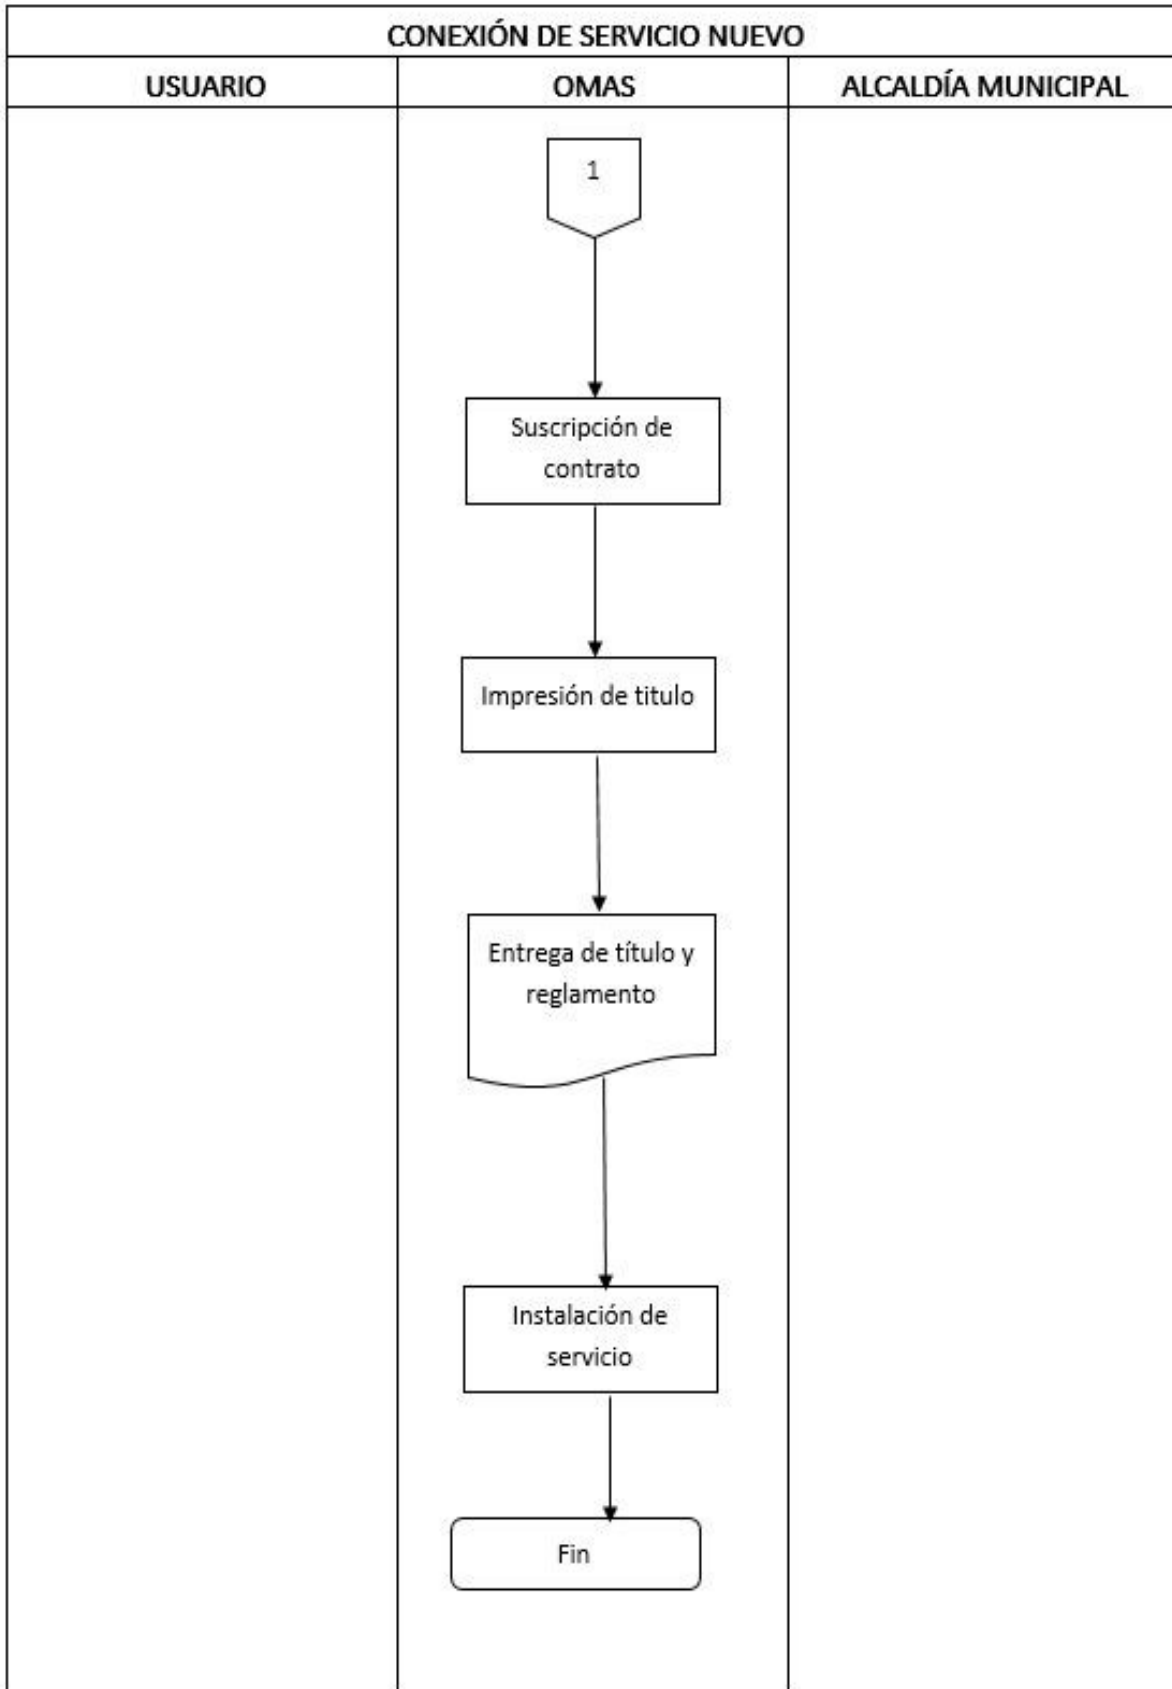 CONEXIÓN DE SERVICIO NUEVO
USUARIO
OMAS
ALCALDÍA MUNICIPAL
1
Suscripción de
contrato
Impresión de titulo
Entrega de título y
reglamento
Instalación de
servicio
Fin